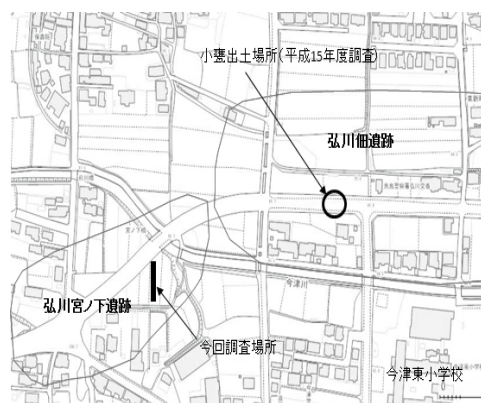 小甕出土場所(平成15年度調査)
弘川佃遺跡
今津川
弘川宮ノ下遺跡
今回調査場所
今津東小学校